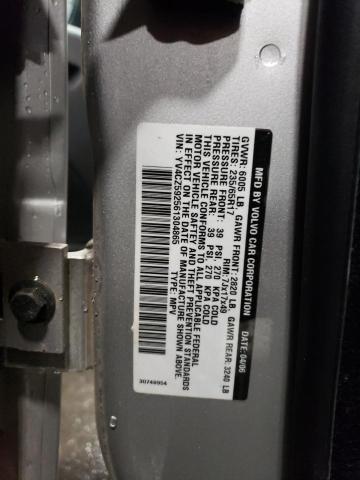 MFD BY VOLVO CAR CORPORATION
DATE: 04/06
GVWR: 6005 LB GAWR FRONT: 2820 LB GAWR REAR: 3240 LB
TIRES: 235/65R17 RIM: 7Jx17x49
PRESSURE FRONT: 39 PSI, 270 KPA COLD
PRESSURE REAR: 39 PSI, 270 KPA COLD
THIS VEHICLE CONFORMS TO ALL APPLICABLE FEDERAL
MOTOR VEHICLE SAFETY AND THEFT PREVENTION STANDARDS
IN EFFECT ON THE DATE OF MANUFACTURE SHOWN ABOVE.
YV4CZ592561304865 TYPE: MPV
30748954